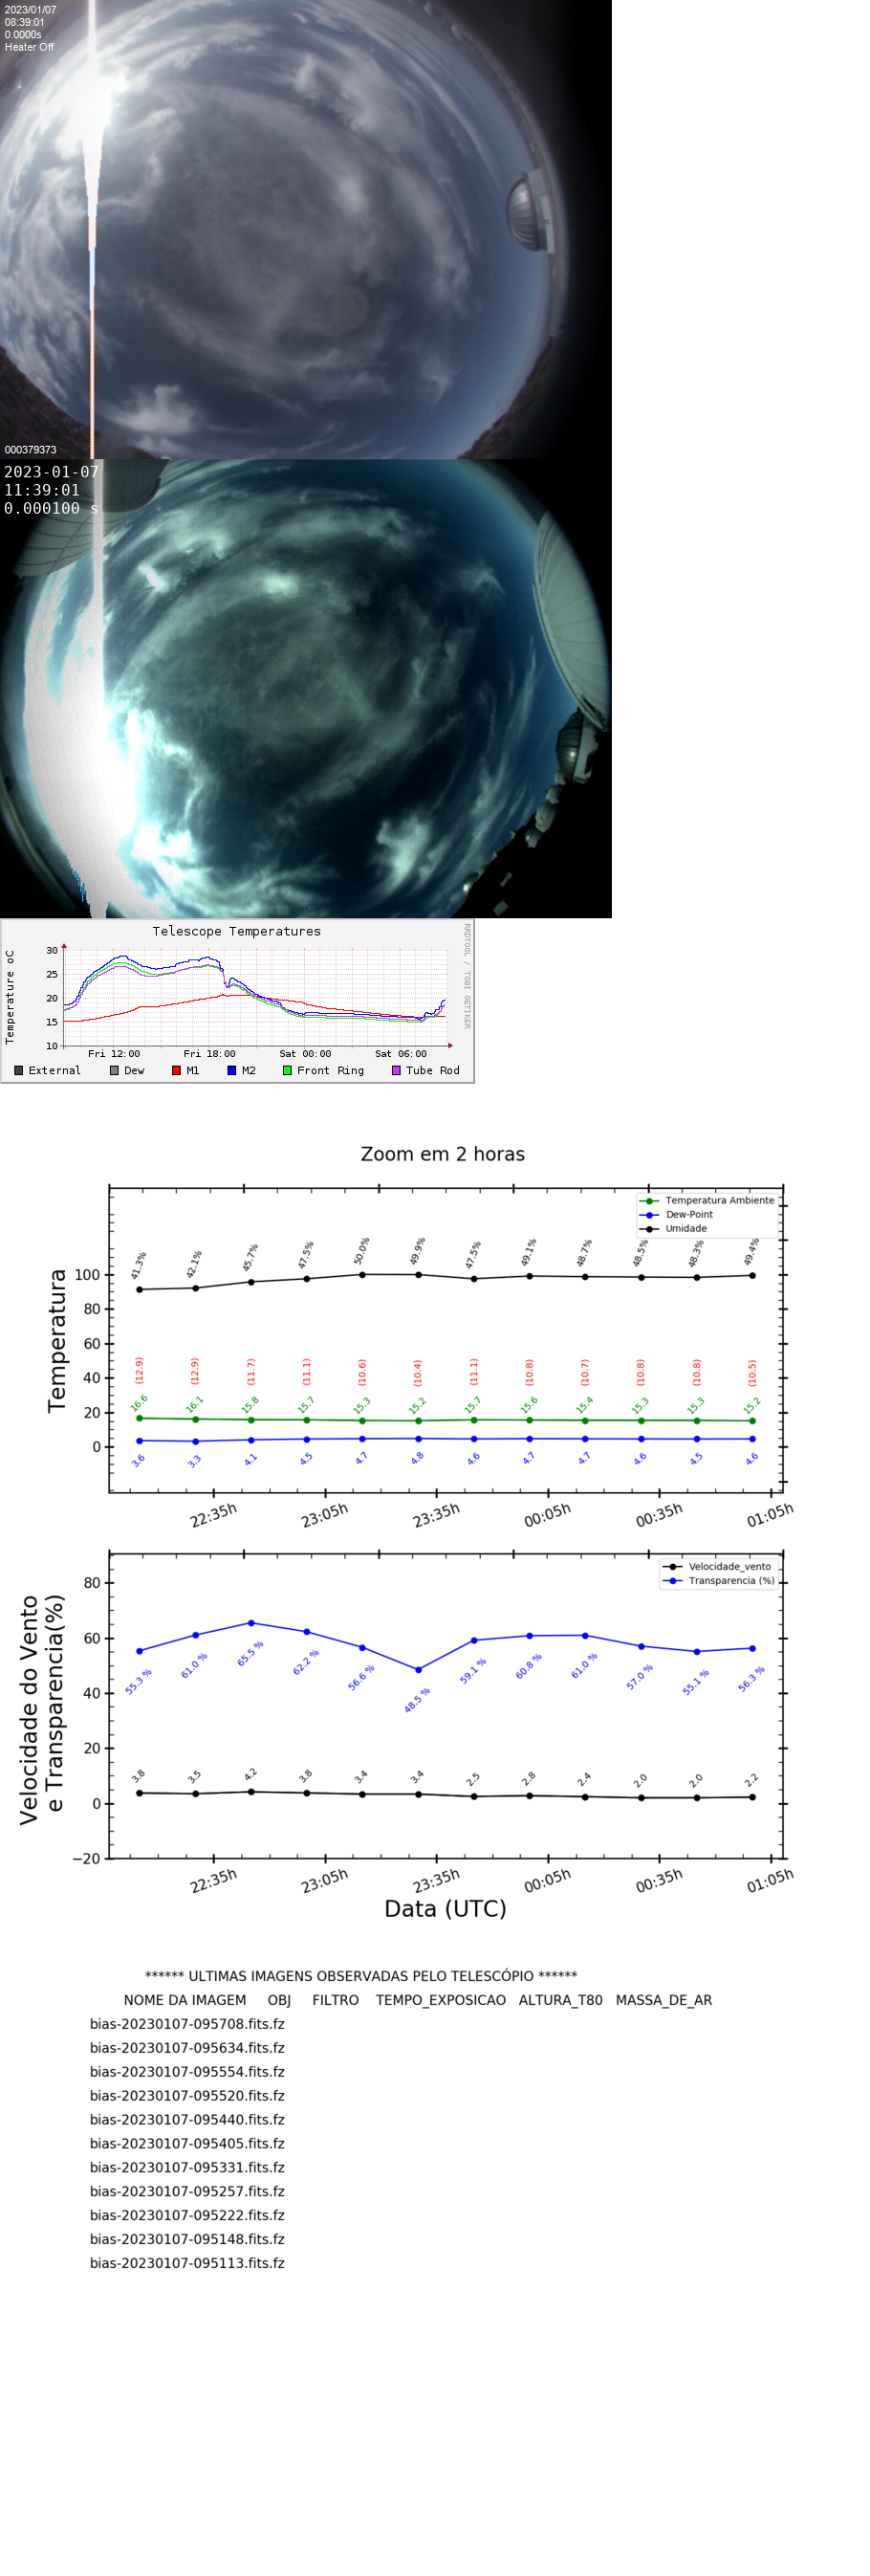 2023/01/07
08:39:01
0.0000s
Heater Off
000379373
2023-01-07
11:39:01
0.000100 s
Telescope Temperatures
RRDTOOL / TOBI OETIKER
Temperature oC
30
25
20
15
10
Fri 12:00 Fri 18:00 Sat 00:00 Sat 06:00
External Dew M1 M2 Front Ring Tube Rod
Zoom em 2 horas
Temperatura Ambiente
Dew-Point
Umidade
Temperatura
100
80
60
40
20
0
41.3% 42.1% 45.7% 47.5% 50.0% 49.9% 47.5% 49.1% 48.7% 48.5% 48.3% 49.4%
(12.9) (12.9) (11.7) (11.1) (10.6) (10.4) (11.1) (10.8) (10.7) (10.8) (10.8) (10.5)
16.6 16.1 15.8 15.7 15.3 15.2 15.7 15.6 15.4 15.3 15.3 15.2
3.6 3.3 4.1 4.5 4.7 4.8 4.6 4.7 4.7 4.6 4.5 4.6
22:35h 23:05h 23:35h 00:05h 00:35h 01:05h
Velocidade_vento
Transparencia (%)
Velocidade do Vento
e Transparencia(%)
80
60
40
20
0
−20
55.3 % 61.0 % 65.5 % 62.2 % 56.6 % 48.5 % 59.1 % 60.8 % 61.0 % 57.0 % 55.1 % 56.3 %
3.8 3.5 4.2 3.8 3.4 3.4 2.5 2.8 2.4 2.0 2.0 2.2
22:35h 23:05h 23:35h 00:05h 00:35h 01:05h
Data (UTC)
****** ULTIMAS IMAGENS OBSERVADAS PELO TELESCÓPIO ******
NOME DA IMAGEM OBJ FILTRO TEMPO_EXPOSICAO ALTURA_T80 MASSA_DE_AR
bias-20230107-095708.fits.fz
bias-20230107-095634.fits.fz
bias-20230107-095554.fits.fz
bias-20230107-095520.fits.fz
bias-20230107-095440.fits.fz
bias-20230107-095405.fits.fz
bias-20230107-095331.fits.fz
bias-20230107-095257.fits.fz
bias-20230107-095222.fits.fz
bias-20230107-095148.fits.fz
bias-20230107-095113.fits.fz